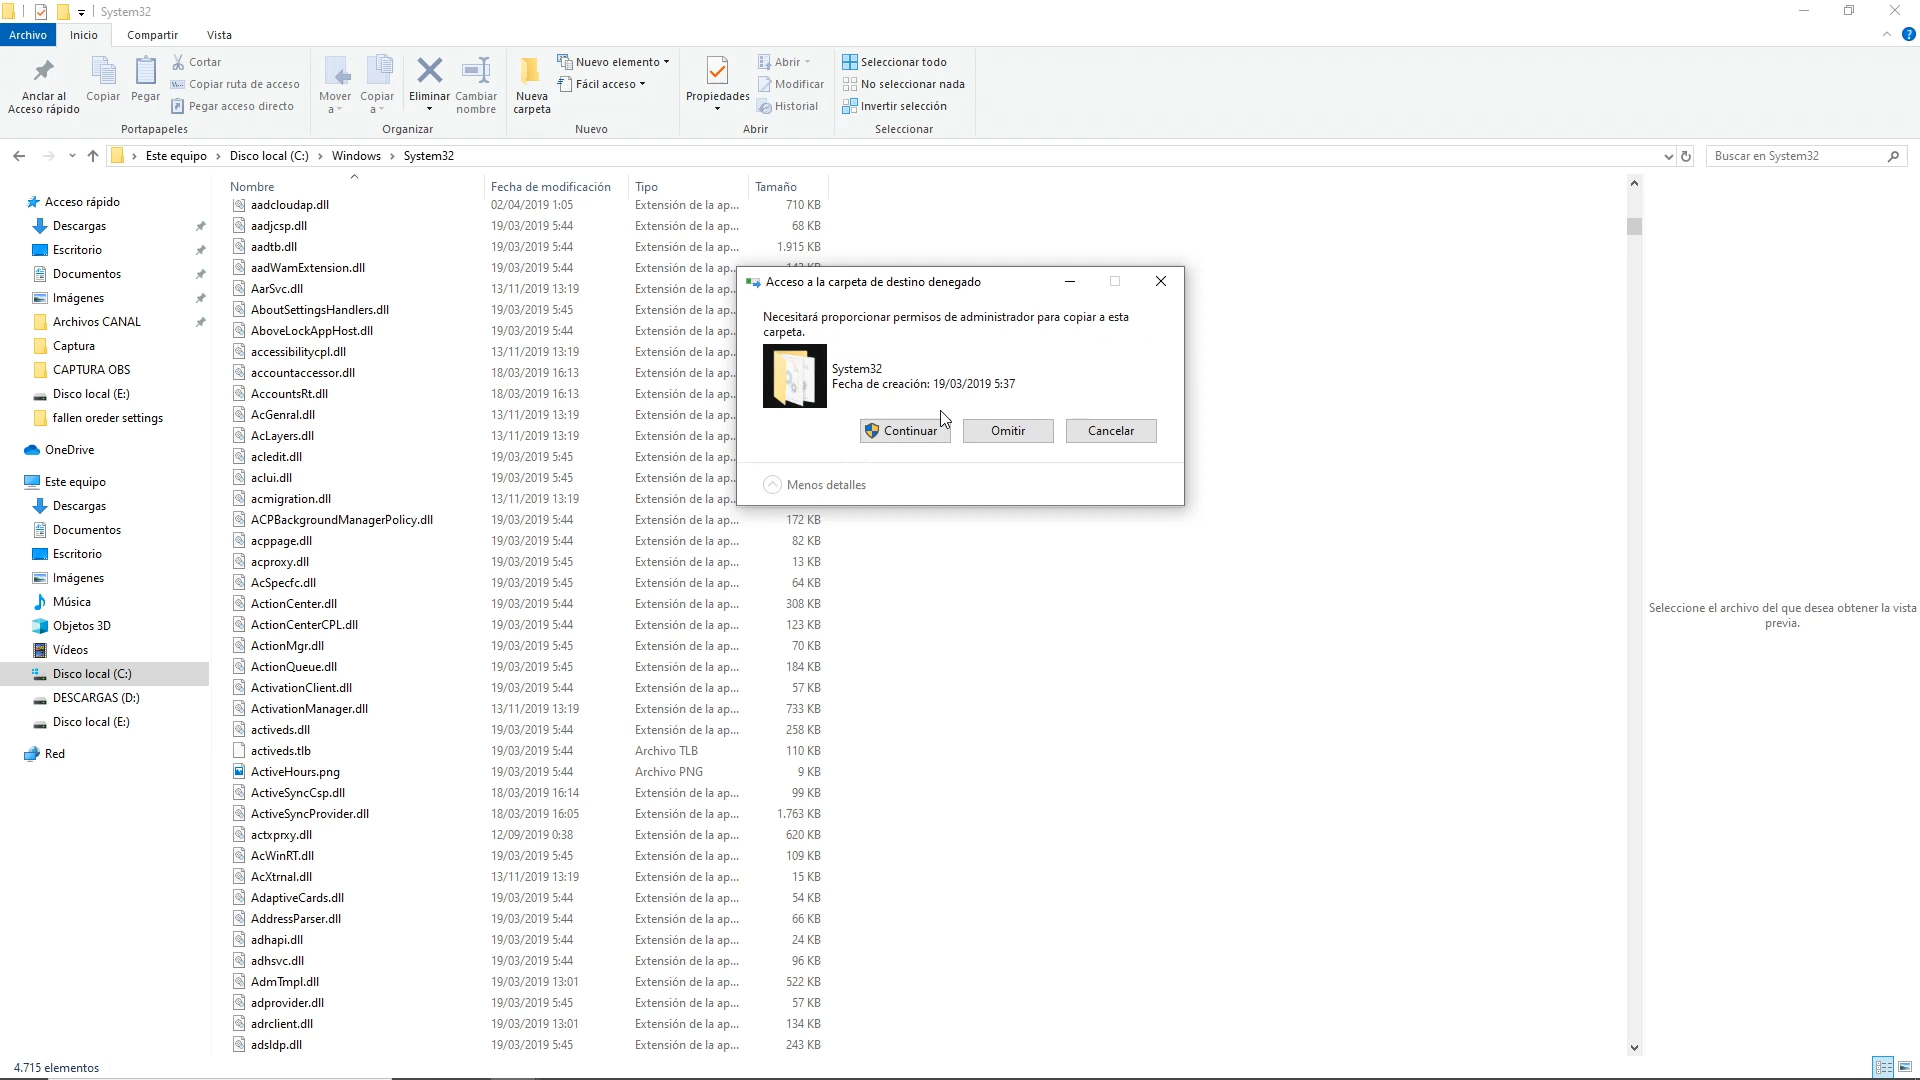 System32
Archivo Inicio Compartir Vista
Anclar al Acceso rápido
Copiar
Pegar
Cortar
Copiar ruta de acceso
Pegar acceso directo
Portapapeles
Mover a
Copiar a
Eliminar
Cambiar nombre
Organizar
Nueva carpeta
Nuevo elemento
Fácil acceso
Nuevo
Propiedades
Abrir
Modificar
Historial
Abrir
Seleccionar todo
No seleccionar nada
Invertir selección
Seleccionar
Este equipo > Disco local (C:) > Windows > System32
Buscar en System32
Acceso rápido
Descargas
Escritorio
Documentos
Imágenes
Archivos CANAL
Captura
CAPTURA OBS
Disco local (E:)
fallen oreder settings
OneDrive
Este equipo
Descargas
Documentos
Escritorio
Imágenes
Música
Objetos 3D
Vídeos
Disco local (C:)
DESCARGAS (D:)
Disco local (E:)
Red
Nombre Fecha de modificación Tipo Tamaño
aadcloudap.dll 02/04/2019 1:05 Extensión de la ap... 710 KB
aadjcsp.dll 19/03/2019 5:44 Extensión de la ap... 68 KB
aadtb.dll 19/03/2019 5:44 Extensión de la ap... 1.915 KB
aadWamExtension.dll 19/03/2019 5:44 Extensión de la ap...
AarSvc.dll 13/11/2019 13:19 Extensión de la ap...
AboutSettingsHandlers.dll 19/03/2019 5:45 Extensión de la ap...
AboveLockAppHost.dll 19/03/2019 5:44 Extensión de la ap...
accessibilitycpl.dll 13/11/2019 13:19 Extensión de la ap...
accountaccessor.dll 18/03/2019 16:13 Extensión de la ap...
AccountsRt.dll 18/03/2019 16:13 Extensión de la ap...
AcGenral.dll 13/11/2019 13:19 Extensión de la ap...
AcLayers.dll 13/11/2019 13:19 Extensión de la ap...
acledit.dll 19/03/2019 5:45 Extensión de la ap...
aclui.dll 19/03/2019 5:45 Extensión de la ap...
acmigration.dll 13/11/2019 13:19 Extensión de la ap...
ACPBackgroundManagerPolicy.dll 19/03/2019 5:44 Extensión de la ap... 172 KB
acppage.dll 19/03/2019 5:44 Extensión de la ap... 82 KB
acproxy.dll 19/03/2019 5:45 Extensión de la ap... 13 KB
AcSpecfc.dll 19/03/2019 5:45 Extensión de la ap... 64 KB
ActionCenter.dll 19/03/2019 5:44 Extensión de la ap... 308 KB
ActionCenterCPL.dll 19/03/2019 5:44 Extensión de la ap... 123 KB
ActionMgr.dll 19/03/2019 5:45 Extensión de la ap... 70 KB
ActionQueue.dll 19/03/2019 5:45 Extensión de la ap... 184 KB
ActivationClient.dll 19/03/2019 5:44 Extensión de la ap... 57 KB
ActivationManager.dll 13/11/2019 13:19 Extensión de la ap... 733 KB
activeds.dll 19/03/2019 5:44 Extensión de la ap... 258 KB
activeds.tlb 19/03/2019 5:44 Archivo TLB 110 KB
ActiveHours.png 19/03/2019 5:44 Archivo PNG 9 KB
ActiveSyncCsp.dll 18/03/2019 16:14 Extensión de la ap... 99 KB
ActiveSyncProvider.dll 18/03/2019 16:05 Extensión de la ap... 1.763 KB
actxprxy.dll 12/09/2019 0:38 Extensión de la ap... 620 KB
AcWinRT.dll 19/03/2019 5:45 Extensión de la ap... 109 KB
AcXtrnal.dll 13/11/2019 13:19 Extensión de la ap... 15 KB
AdaptiveCards.dll 19/03/2019 5:44 Extensión de la ap... 54 KB
AddressParser.dll 19/03/2019 5:44 Extensión de la ap... 66 KB
adhapi.dll 19/03/2019 5:44 Extensión de la ap... 24 KB
adhsvc.dll 19/03/2019 5:44 Extensión de la ap... 96 KB
AdmTmpl.dll 19/03/2019 13:01 Extensión de la ap... 522 KB
adprovider.dll 19/03/2019 5:45 Extensión de la ap... 57 KB
adrclient.dll 19/03/2019 13:01 Extensión de la ap... 134 KB
adsldp.dll 19/03/2019 5:45 Extensión de la ap... 243 KB
Acceso a la carpeta de destino denegado
Necesitará proporcionar permisos de administrador para copiar a esta
carpeta.
System32
Fecha de creación: 19/03/2019 5:37
Continuar Omitir Cancelar
Menos detalles
Seleccione el archivo del que desea obtener la vista
previa.
4.715 elementos